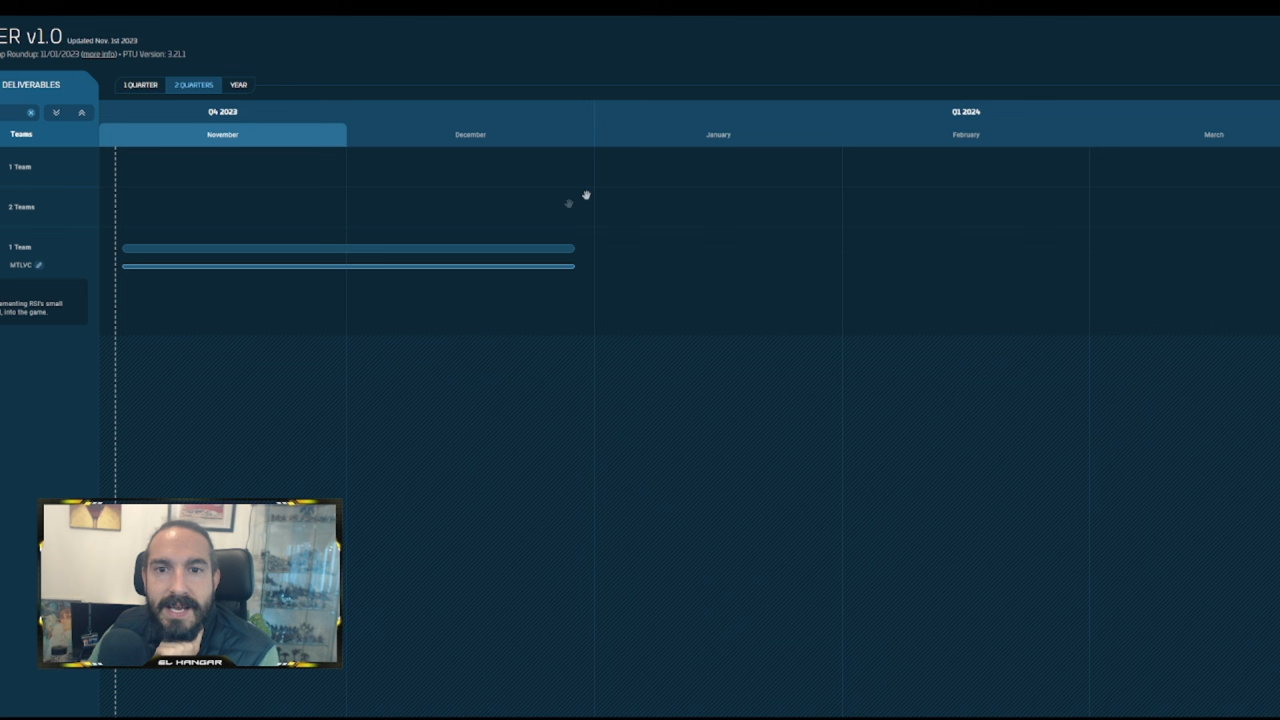 ER v1.0 Updated Nov. 1st 2023
p Roundup: 11/01/2023 (more info) • PTU Version: 3.21.1
DELIVERABLES
1 QUARTER 2 QUARTERS YEAR
Q4 2023 Q1 2024
Teams November December January February March
1 Team
2 Teams
1 Team
MTLVC
ementing RSI's small
, into the game.
EL HANGAR